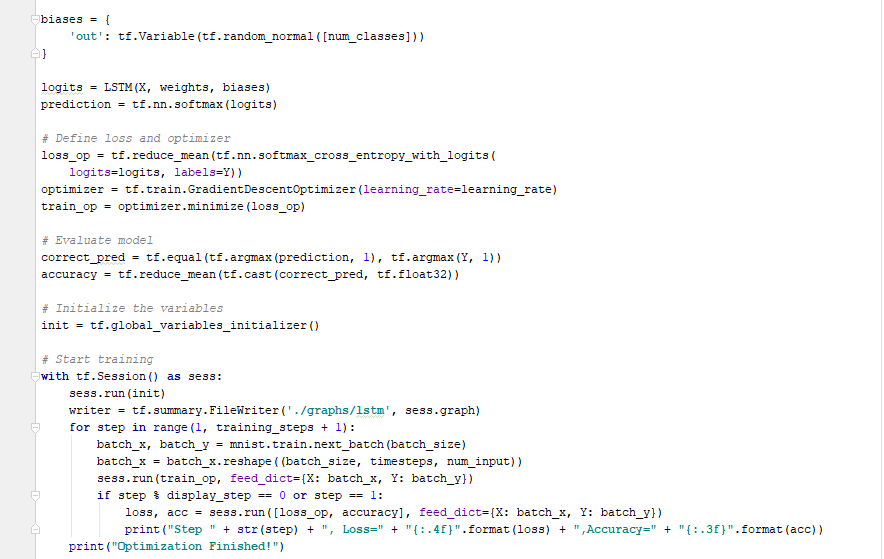 biases = {
    'out': tf.Variable(tf.random_normal([num_classes]))
}
logits = LSTM(X, weights, biases)
prediction = tf.nn.softmax(logits)
# Define loss and optimizer
loss_op = tf.reduce_mean(tf.nn.softmax_cross_entropy_with_logits(
    logits=logits, labels=Y))
optimizer = tf.train.GradientDescentOptimizer(learning_rate=learning_rate)
train_op = optimizer.minimize(loss_op)
# Evaluate model
correct_pred = tf.equal(tf.argmax(prediction, 1), tf.argmax(Y, 1))
accuracy = tf.reduce_mean(tf.cast(correct_pred, tf.float32))
# Initialize the variables
init = tf.global_variables_initializer()
# Start training
with tf.Session() as sess:
    sess.run(init)
    writer = tf.summary.FileWriter('./graphs/lstm', sess.graph)
    for step in range(1, training_steps + 1):
        batch_x, batch_y = mnist.train.next_batch(batch_size)
        batch_x = batch_x.reshape((batch_size, timesteps, num_input))
        sess.run(train_op, feed_dict={X: batch_x, Y: batch_y})
        if step % display_step == 0 or step == 1:
            loss, acc = sess.run([loss_op, accuracy], feed_dict={X: batch_x, Y: batch_y})
            print("Step " + str(step) + ", Loss=" + "{:.4f}".format(loss) + ",Accuracy=" + "{:.3f}".format(acc))
    print("Optimization Finished!")